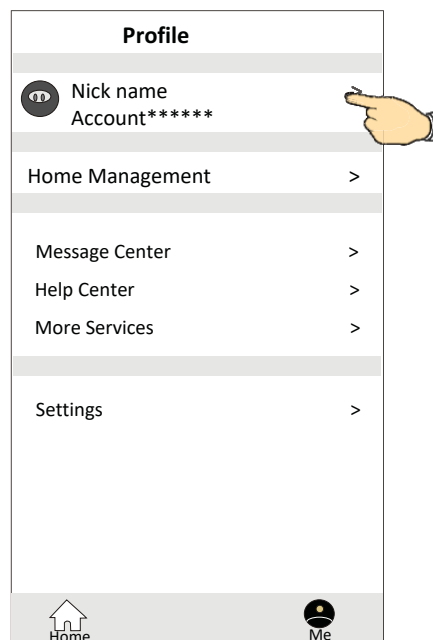 Profile
Nick name
Account******
Home Management >
Message Center >
Help Center >
More Services >
Settings >
Home Me